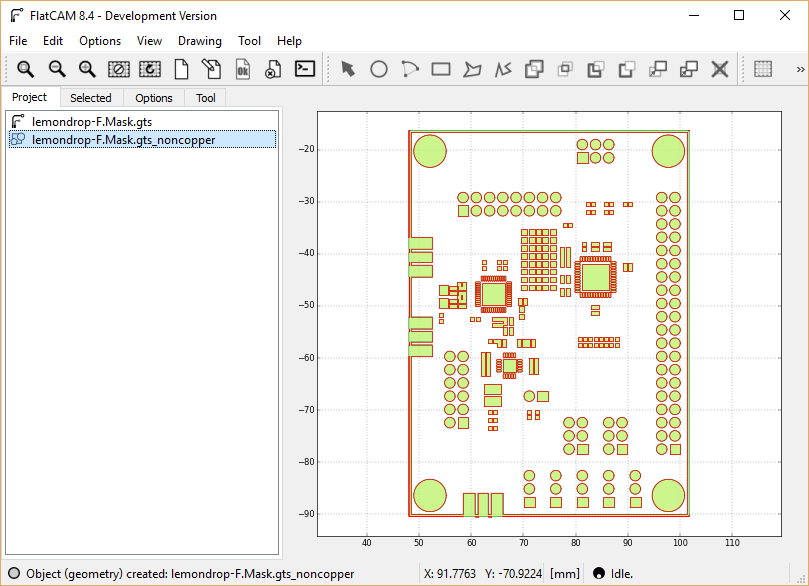 FlatCAM 8.4 - Development Version
File Edit Options View Drawing Tool Help
Ok
»
Project Selected Options Tool
lemondrop-F.Mask.gts
lemondrop-F.Mask.gts_noncopper
−20
−30
−40
−50
−60
−70
−80
−90
40 50 60 70 80 90 100 110
Object (geometry) created: lemondrop-F.Mask.gts_noncopper X: 91.7763 Y: -70.9224 [mm] Idle.